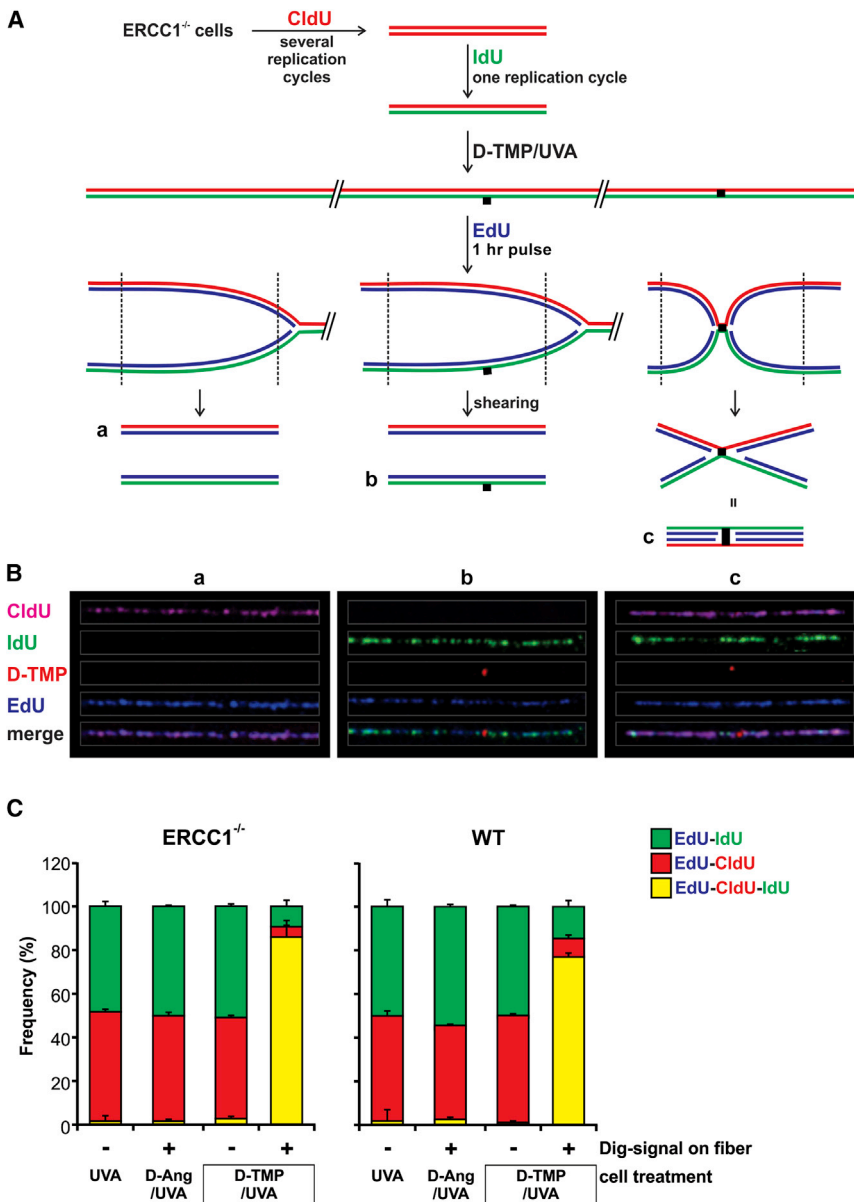 A
ERCC1-/- cells
CldU
several
replication
cycles
IdU
one replication cycle
D-TMP/UVA
EdU
1 hr pulse
shearing
a
b
=
c
B
a
b
c
CldU
IdU
D-TMP
EdU
merge
C
ERCC1-/-
WT
Frequency (%)
120
100
80
60
40
20
0
EdU-IdU
EdU-CldU
EdU-CldU-IdU
- + - + - + - + Dig-signal on fiber
UVA D-Ang /UVA D-TMP /UVA UVA D-Ang /UVA D-TMP /UVA cell treatment